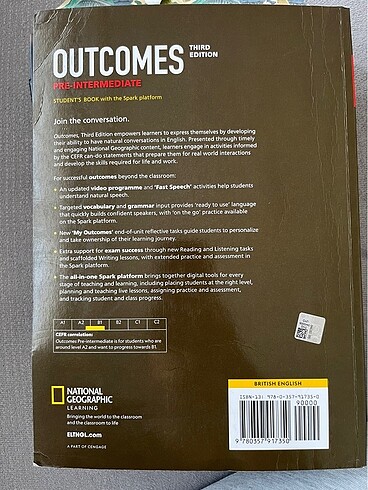 OUTCOMES THIRD EDITION
PRE-INTERMEDIATE
STUDENT'S BOOK with the Spark platform
Join the conversation.
Outcomes, Third Edition empowers learners to express themselves by developing
their ability to have natural conversations in English. Presented through timely
and engaging National Geographic content, learners engage in activities informed
by the CEFR can-do statements that prepare them for real world interactions
and develop the skills required for life and work.
For successful outcomes beyond the classroom:
• An updated video programme and 'Fast Speech' activities help students
understand natural speech.
• Targeted vocabulary and grammar input provides 'ready to use' language
that quickly builds confident speakers, with 'on the go' practice available
on the Spark platform.
• New 'My Outcomes' end-of-unit reflective tasks guide students to personalize
and take ownership of their learning journey.
• Extra support for exam success through new Reading and Listening tasks
and scaffolded Writing lessons, with extended practice and assessment in
the Spark platform.
• The all-in-one Spark platform brings together digital tools for every
stage of teaching and learning, including placing students at the right level,
planning and teaching live lessons, assigning practice and assessment,
and tracking student and class progress.
A1 A2 B1 B2 C1 C2
CEFR correlation:
Outcomes Pre-intermediate is for students who are
around level A2 and want to progress towards B1.
NATIONAL
GEOGRAPHIC
LEARNING
Bringing the world to the classroom
and the classroom to life
ELTNGL.com
A PART OF CENGAGE
BRITISH ENGLISH
ISBN-13: 978-0-357-91735-0
90000
9 780357 917350